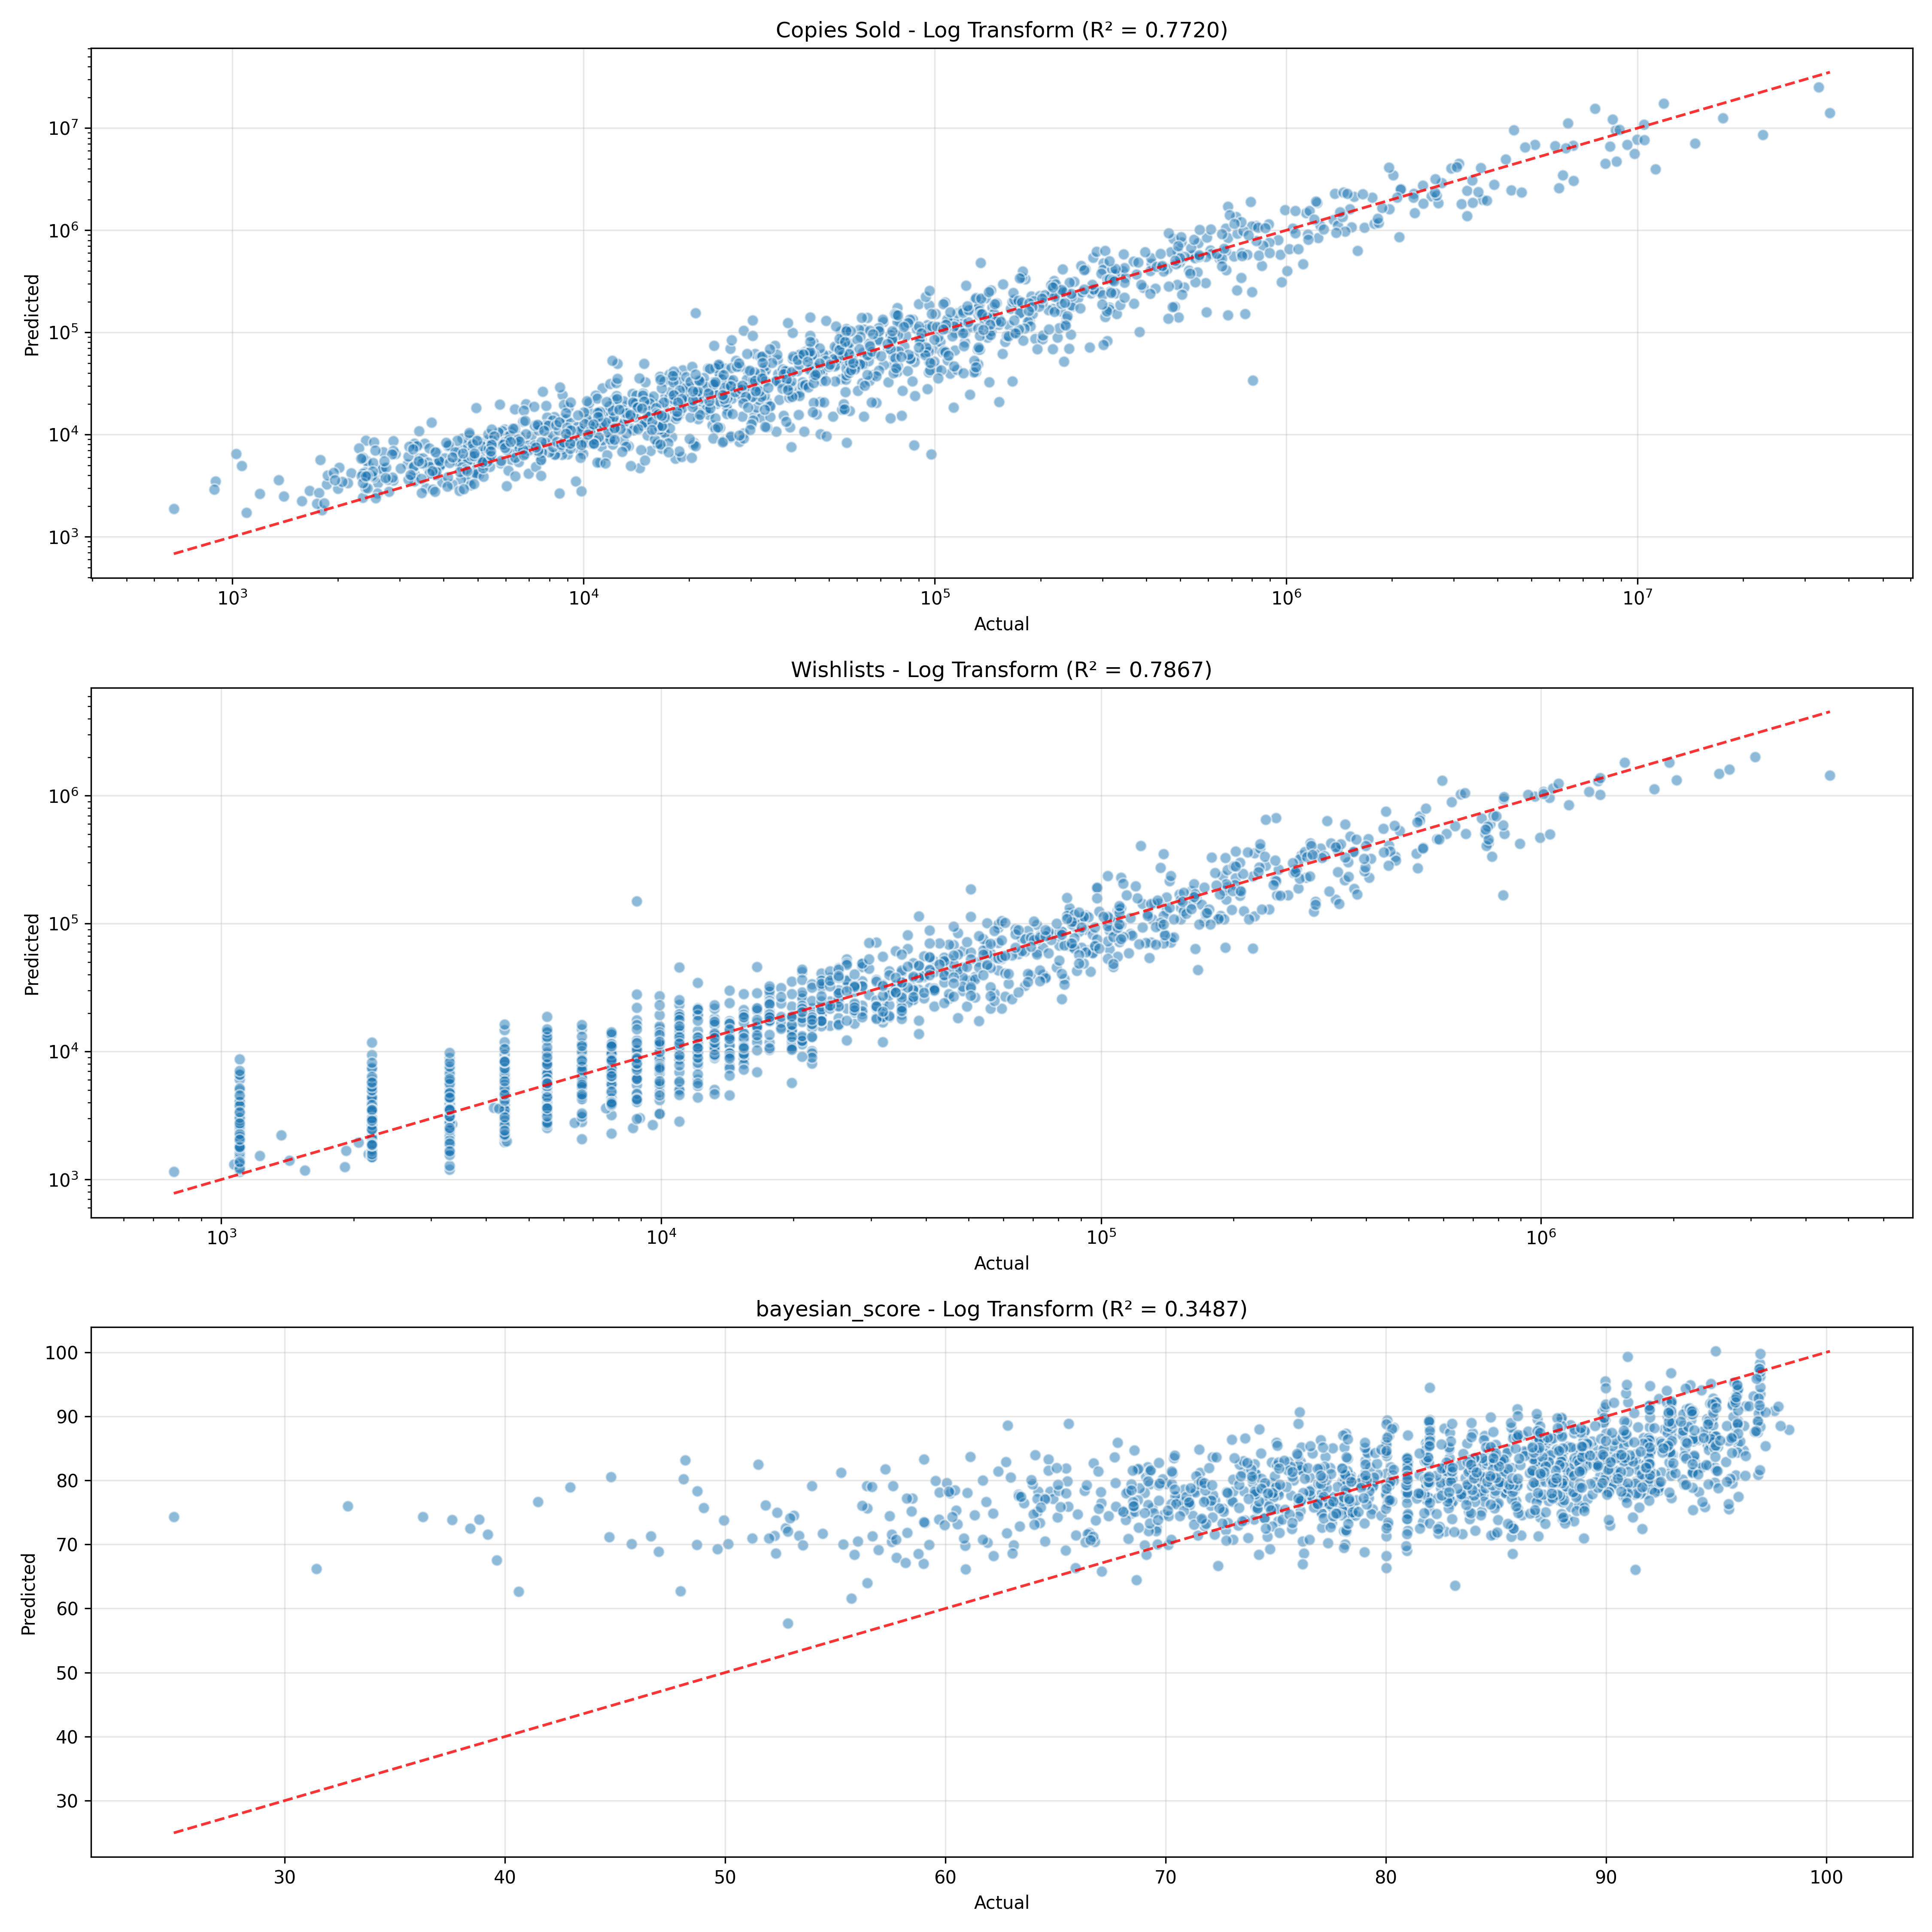 Copies Sold - Log Transform (R² = 0.7720)
10⁷
10⁶
10⁵
10⁴
10³
Predicted
10³ 10⁴ 10⁵ 10⁶ 10⁷
Actual
Wishlists - Log Transform (R² = 0.7867)
10⁶
10⁵
10⁴
10³
Predicted
10³ 10⁴ 10⁵ 10⁶
Actual
bayesian_score - Log Transform (R² = 0.3487)
100
90
80
70
60
50
40
30
Predicted
30 40 50 60 70 80 90 100
Actual